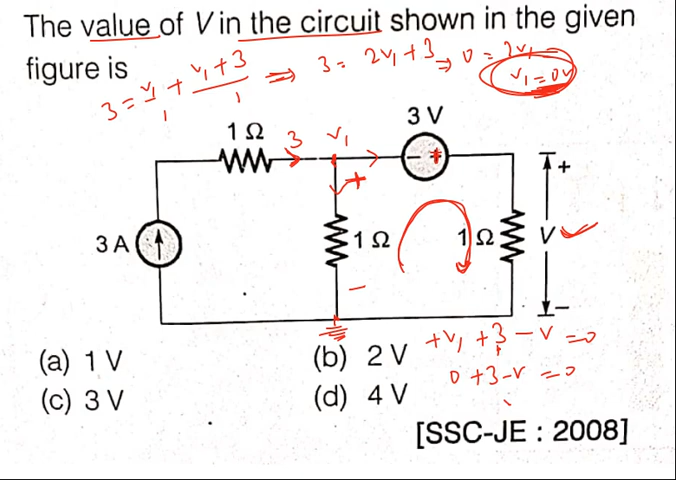 The value of V in the circuit shown in the given
figure is
3 = V₁/1 + V₁+3/1 ⇒ 3 = 2V₁+3 ⇒ 0 = 2V₁
V₁ = 0V
3 V
1 Ω
3
V₁
+
- +
+
3 A
1 Ω
1 Ω
V
-
-
(a) 1 V
(b) 2 V
+V₁ + 3 - V = 0
0 + 3 - V = 0
(c) 3 V
(d) 4 V
[SSC-JE : 2008]